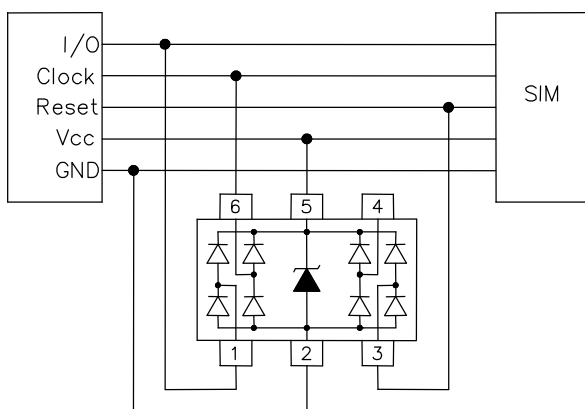 I/O
Clock
Reset
Vcc
GND
SIM
6 5 4
1 2 3